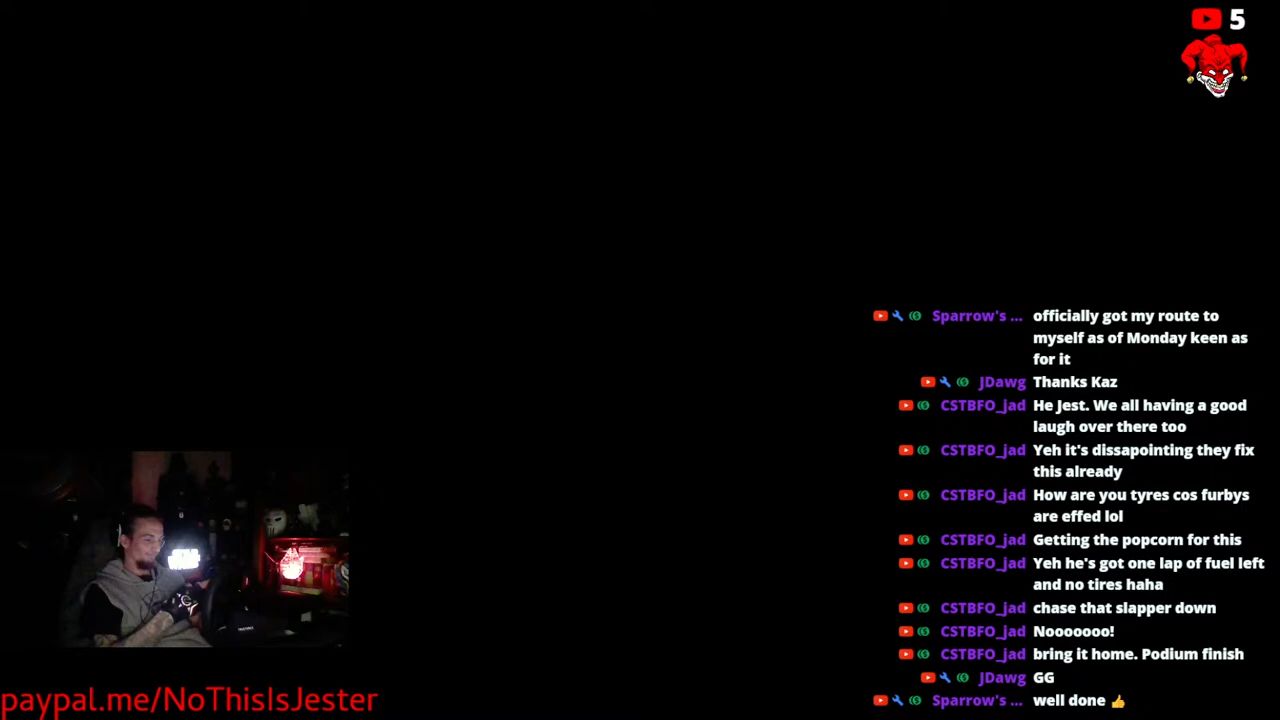 5
Sparrow's ... officially got my route to
myself as of Monday keen as
for it
JDawg Thanks Kaz
CSTBFO_jad He Jest. We all having a good
laugh over there too
CSTBFO_jad Yeh it's dissapointing they fix
this already
CSTBFO_jad How are you tyres cos furbys
are effed lol
CSTBFO_jad Getting the popcorn for this
CSTBFO_jad Yeh he's got one lap of fuel left
and no tires haha
CSTBFO_jad chase that slapper down
CSTBFO_jad Nooooooo!
CSTBFO_jad bring it home. Podium finish
JDawg GG
Sparrow's ... well done 👍
STAR
WARS
paypal.me/NoThisIsJester